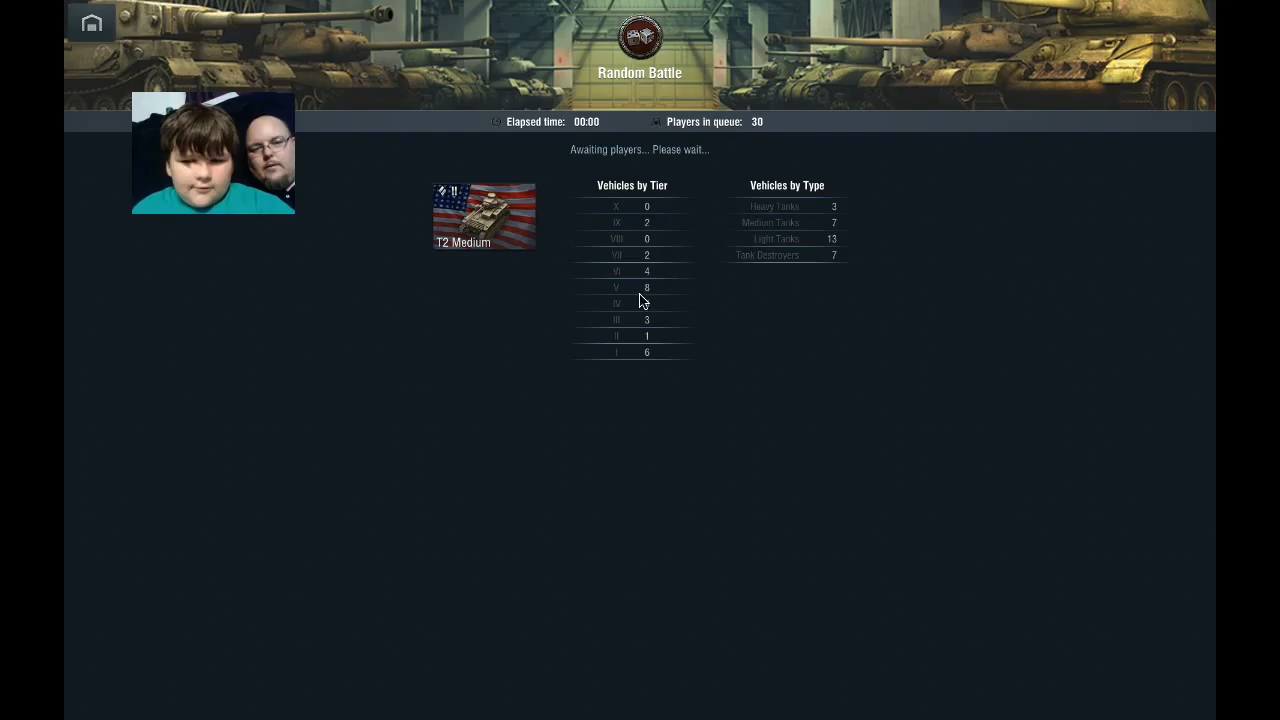 Random Battle
Elapsed time: 00:00 Players in queue: 30
Awaiting players... Please wait...
II
T2 Medium
Vehicles by Tier
X 0
IX 2
VIII 0
VII 2
VI 4
V 8
IV
III 3
II 1
I 6
Vehicles by Type
Heavy Tanks 3
Medium Tanks 7
Light Tanks 13
Tank Destroyers 7